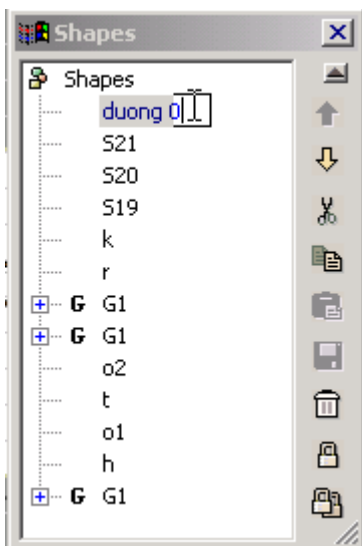 Shapes
Shapes
duong 0
S21
S20
S19
k
r
G G1
G G1
o2
t
o1
h
G G1